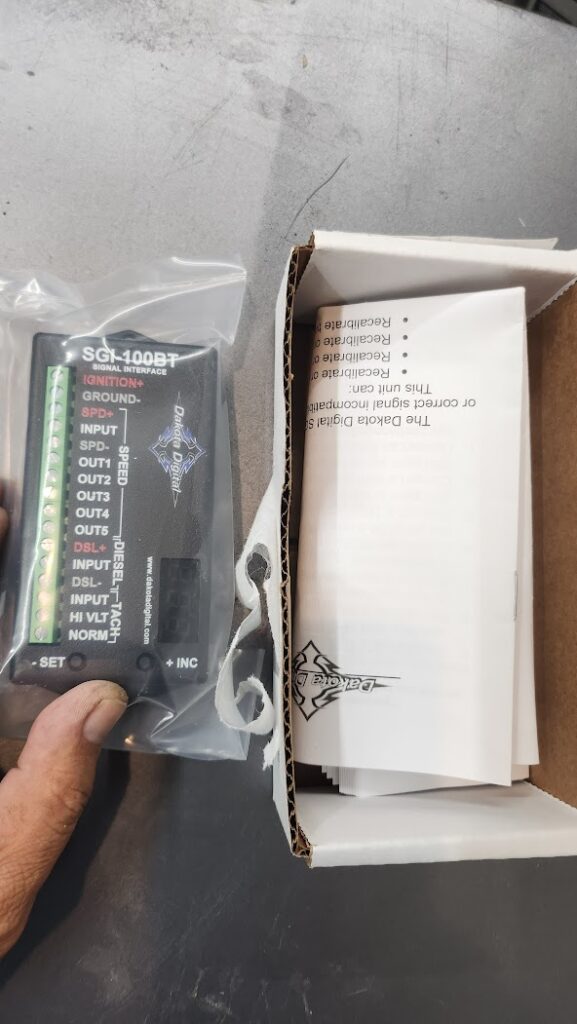 SGI-100BT
SIGNAL INTERFACE
IGNITION+
GROUND-
SPD+
INPUT
SPD-
OUT1
OUT2
OUT3
OUT4
OUT5
DSL+
INPUT
DSL-
INPUT
HI VLT
NORM
SPEED
DIESEL
TACH
Dakota Digital
www.dakotadigital.com
- SET
+ INC
The Dakota Digital
or correct signal
This unit can:
• Recalibrate
• Recalibrate
• Recalibrate
• Recalibrate
Dakota